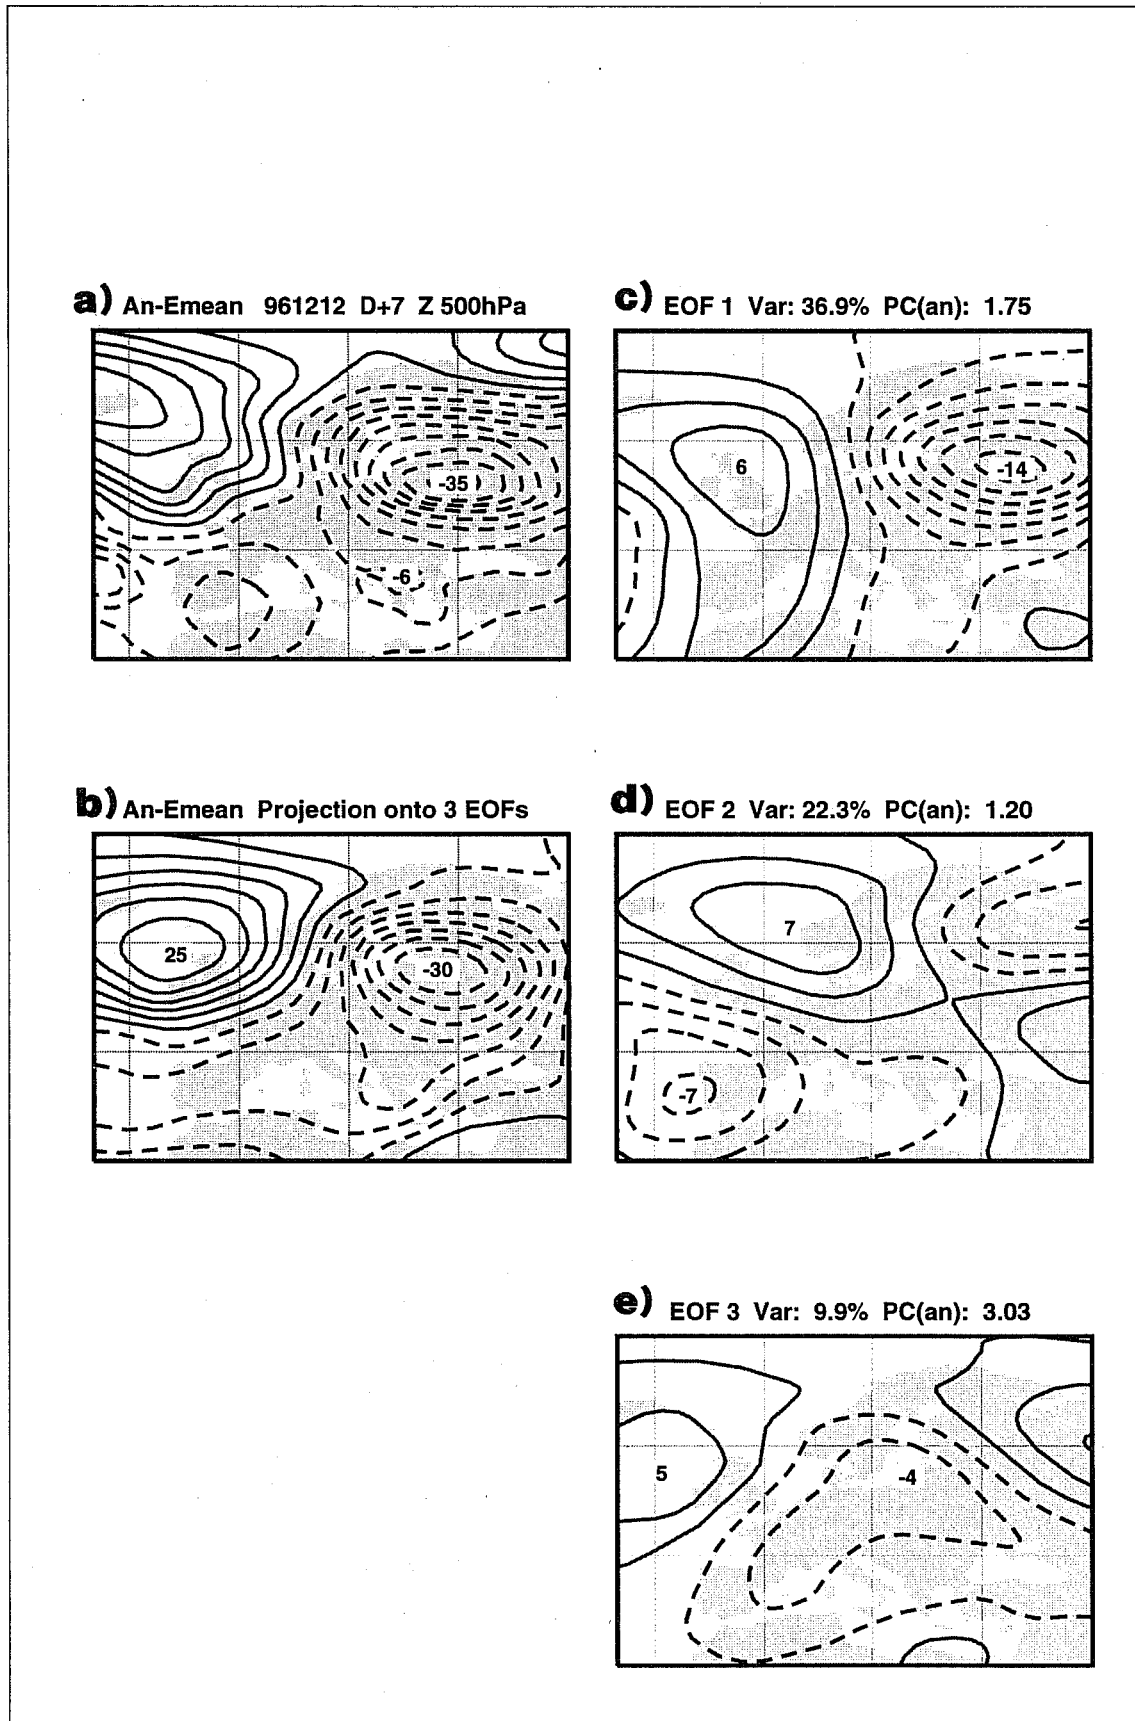 a) An-Emean 961212 D+7 Z 500hPa
-35
-6
b) An-Emean Projection onto 3 EOFs
25
-30
c) EOF 1 Var: 36.9% PC(an): 1.75
6
-14
d) EOF 2 Var: 22.3% PC(an): 1.20
7
-7
e) EOF 3 Var: 9.9% PC(an): 3.03
5
-4